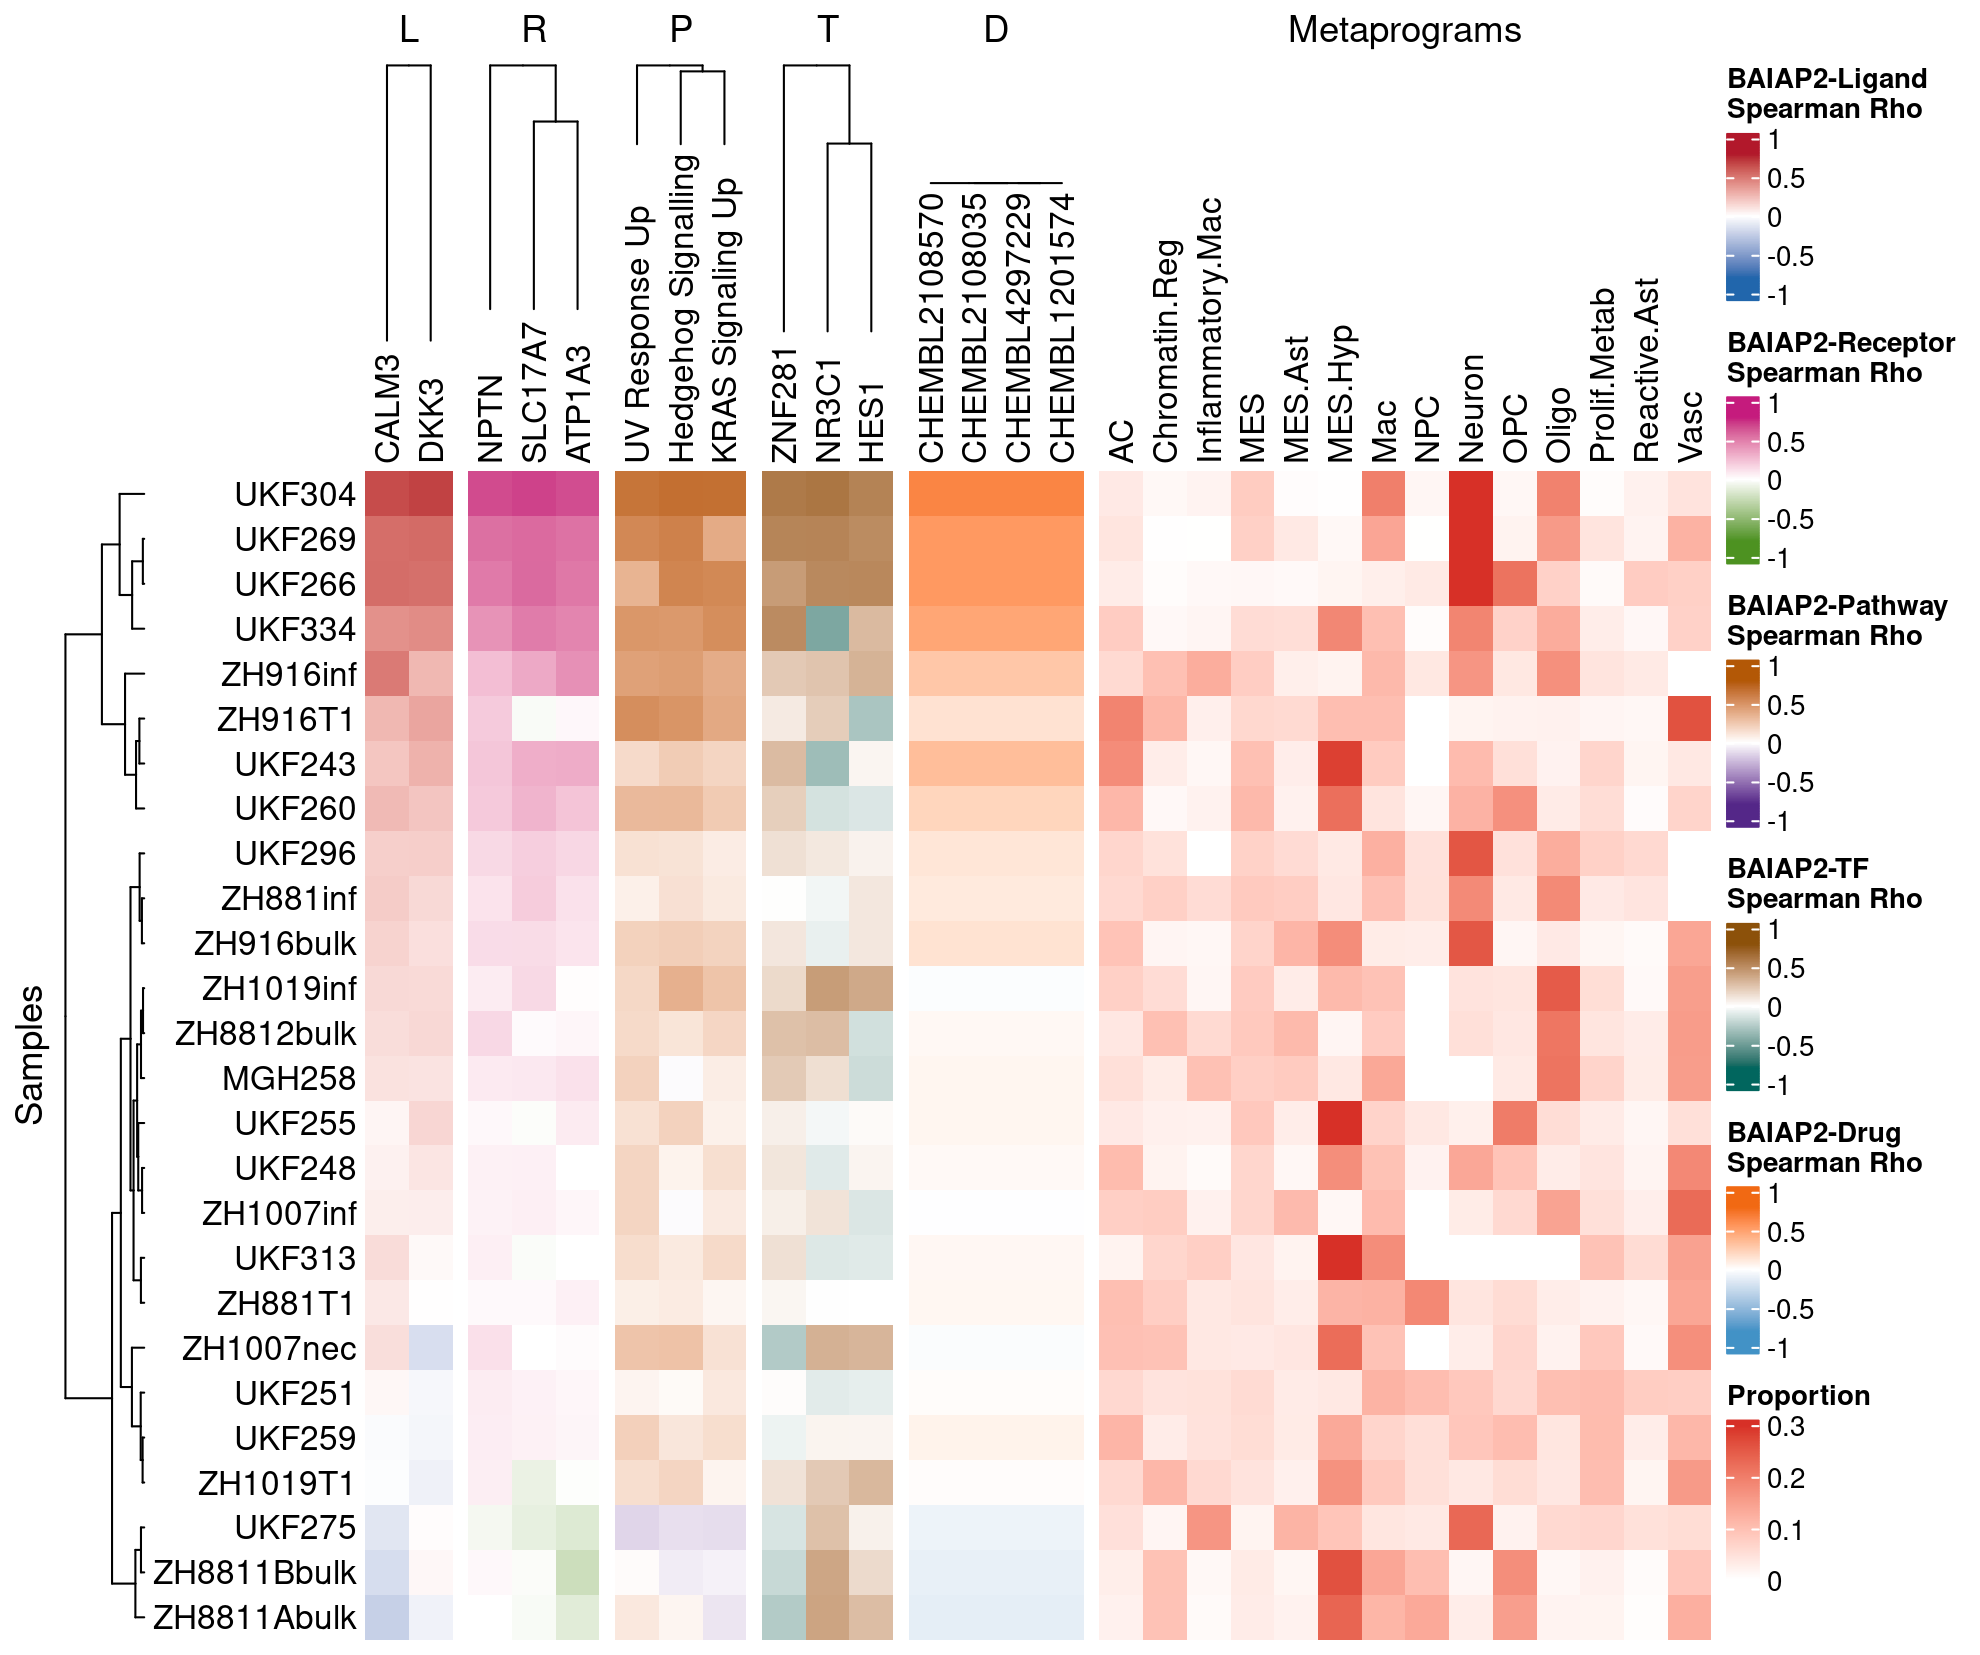 L R P T D Metaprograms
CALM3
DKK3
NPTN
SLC17A7
ATP1A3
UV Response Up
Hedgehog Signalling
KRAS Signaling Up
ZNF281
NR3C1
HES1
CHEMBL2108570
CHEMBL2108035
CHEMBL4297229
CHEMBL1201574
AC
Chromatin.Reg
Inflammatory.Mac
MES
MES.Ast
MES.Hyp
Mac
NPC
Neuron
OPC
Oligo
Prolif.Metab
Reactive.Ast
Vasc
Samples
UKF304
UKF269
UKF266
UKF334
ZH916inf
ZH916T1
UKF243
UKF260
UKF296
ZH881inf
ZH916bulk
ZH1019inf
ZH8812bulk
MGH258
UKF255
UKF248
ZH1007inf
UKF313
ZH881T1
ZH1007nec
UKF251
UKF259
ZH1019T1
UKF275
ZH8811Bbulk
ZH8811Abulk
BAIAP2-Ligand
Spearman Rho
1
0.5
0
-0.5
-1
BAIAP2-Receptor
Spearman Rho
1
0.5
0
-0.5
-1
BAIAP2-Pathway
Spearman Rho
1
0.5
0
-0.5
-1
BAIAP2-TF
Spearman Rho
1
0.5
0
-0.5
-1
BAIAP2-Drug
Spearman Rho
1
0.5
0
-0.5
-1
Proportion
0.3
0.2
0.1
0